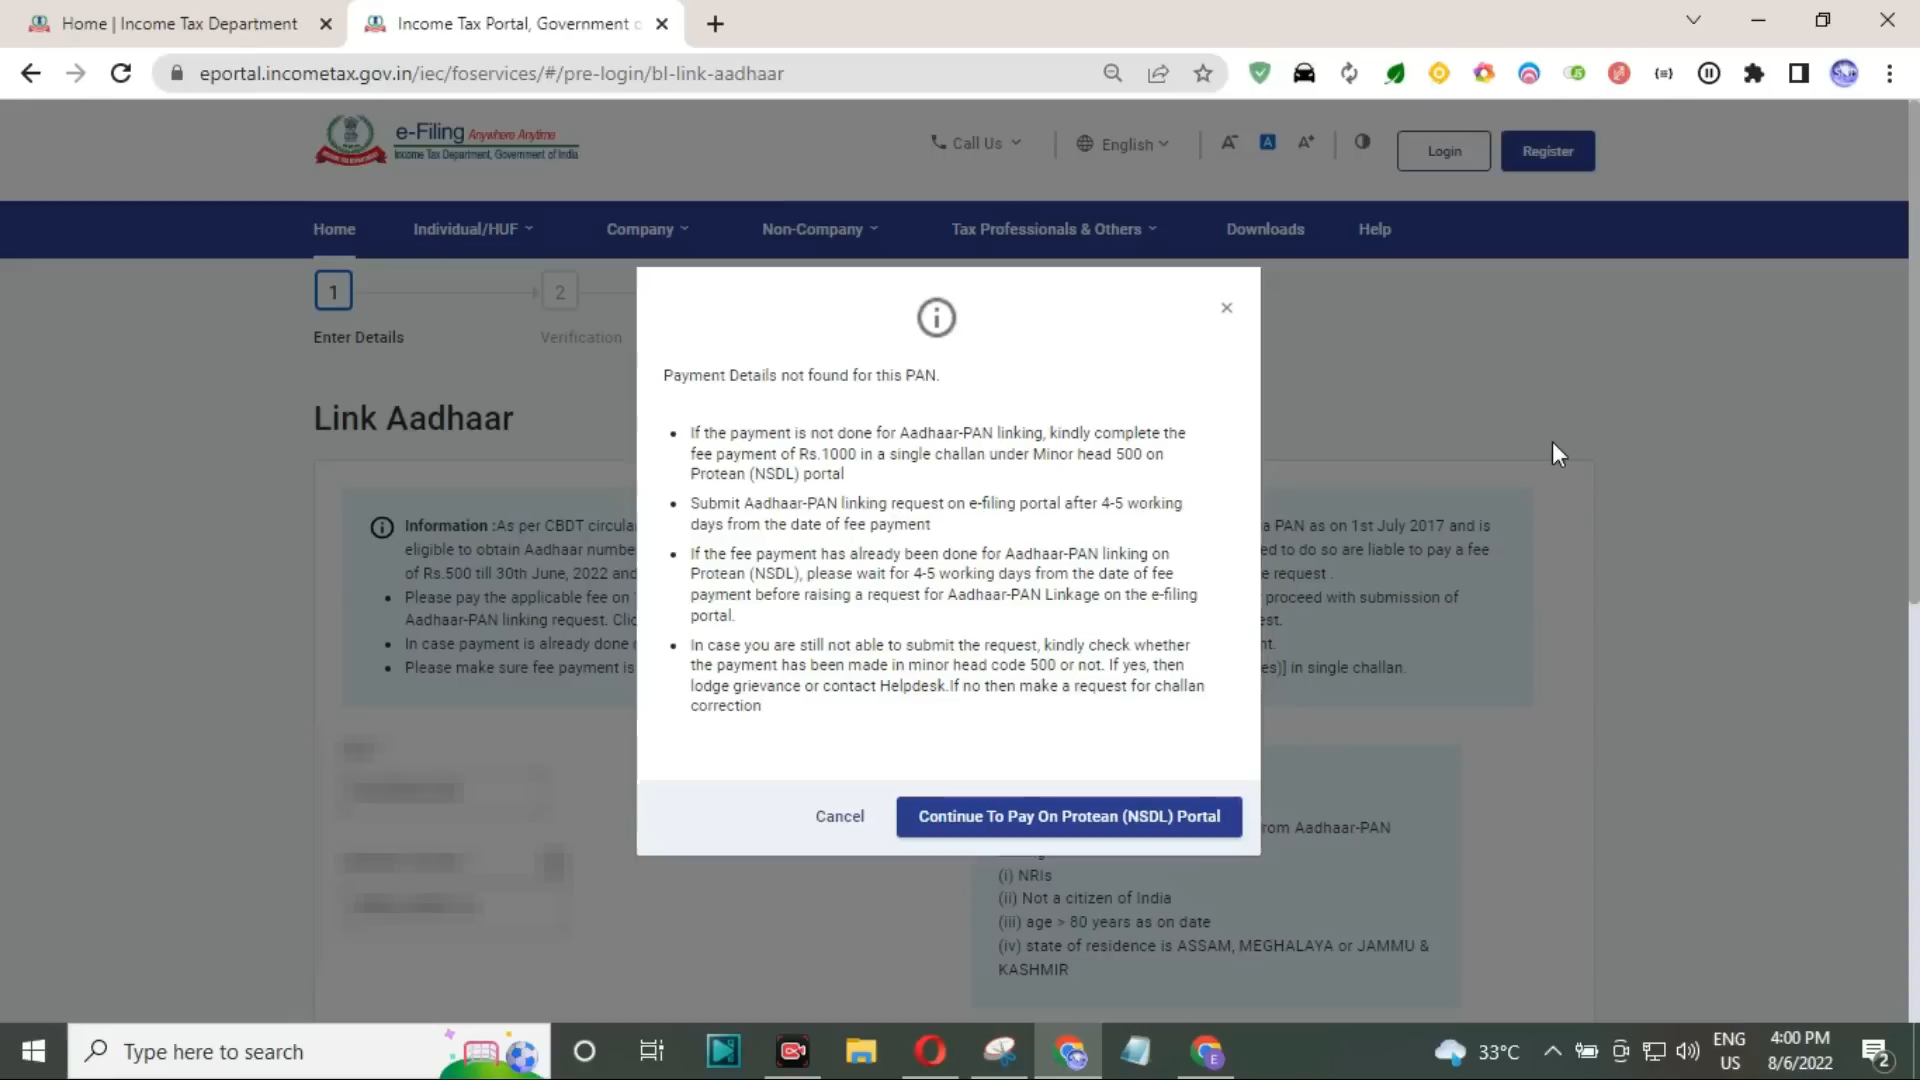 Home | Income Tax Department
Income Tax Portal, Government o
eportal.incometax.gov.in/iec/foservices/#/pre-login/bl-link-aadhaar
e-Filing Anywhere Anytime
Income Tax Department, Government of India
Call Us
English
A-
A
A+
Login
Register
Home
Individual/HUF
Company
Non-Company
Tax Professionals & Others
Downloads
Help
1
2
Enter Details
Verification
Link Aadhaar
Payment Details not found for this PAN.
If the payment is not done for Aadhaar-PAN linking, kindly complete the
fee payment of Rs.1000 in a single challan under Minor head 500 on
Protean (NSDL) portal
Submit Aadhaar-PAN linking request on e-filing portal after 4-5 working
days from the date of fee payment
If the fee payment has already been done for Aadhaar-PAN linking on
Protean (NSDL), please wait for 4-5 working days from the date of fee
payment before raising a request for Aadhaar-PAN Linkage on the e-filing
portal.
In case you are still not able to submit the request, kindly check whether
the payment has been made in minor head code 500 or not. If yes, then
lodge grievance or contact Helpdesk.If no then make a request for challan
correction
Cancel
Continue To Pay On Protean (NSDL) Portal
Information :As per CBDT circula
a PAN as on 1st July 2017 and is
eligible to obtain Aadhaar numbe
ed to do so are liable to pay a fee
of Rs.500 till 30th June, 2022 and
e request .
Please pay the applicable fee on
proceed with submission of
Aadhaar-PAN linking request. Clic
est.
In case payment is already done
nt.
Please make sure fee payment is
es)] in single challan.
rom Aadhaar-PAN
(i) NRIs
(ii) Not a citizen of India
(iii) age > 80 years as on date
(iv) state of residence is ASSAM, MEGHALAYA or JAMMU &
KASHMIR
Type here to search
33°C
ENG
US
4:00 PM
8/6/2022
2